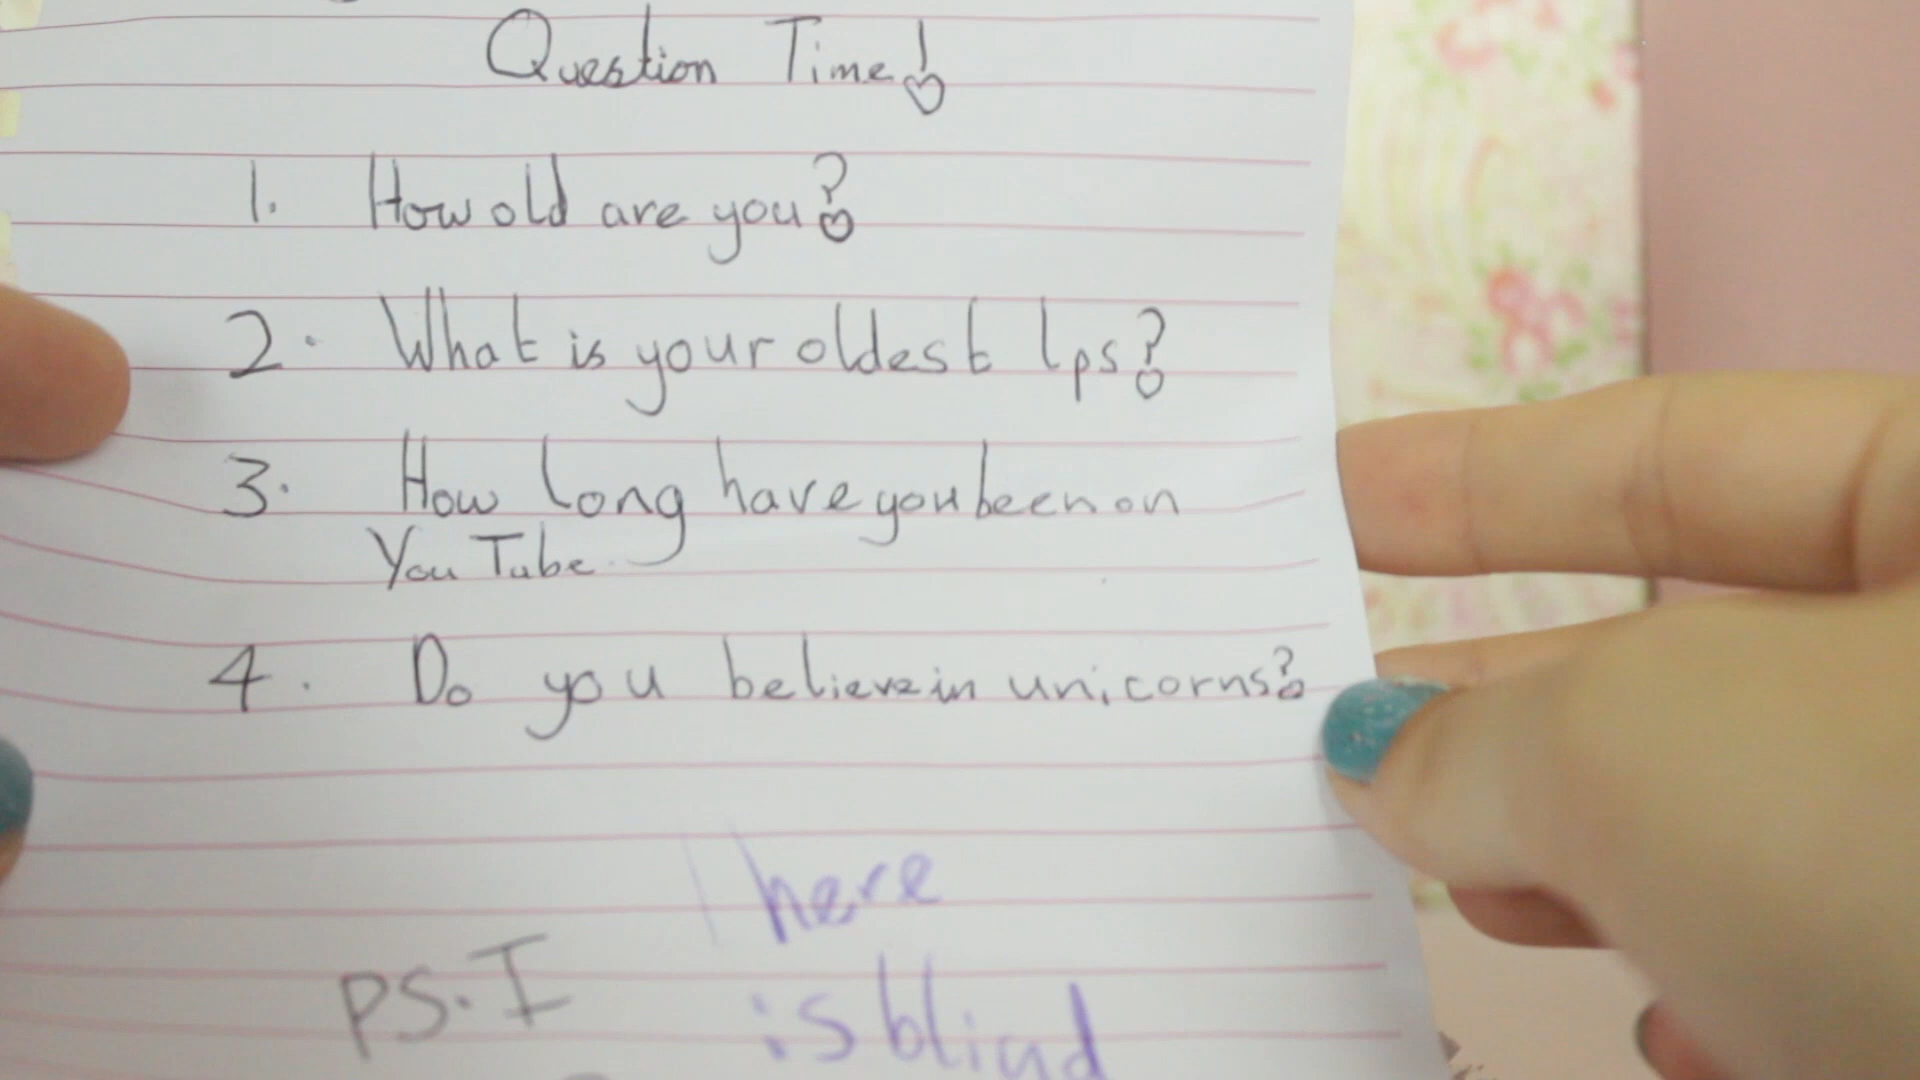 Question Time!
1. How old are you?
2. What is your oldest lps?
3. How long have you been on
YouTube
4. Do you believe in unicorns?
here
PS. I
is blind